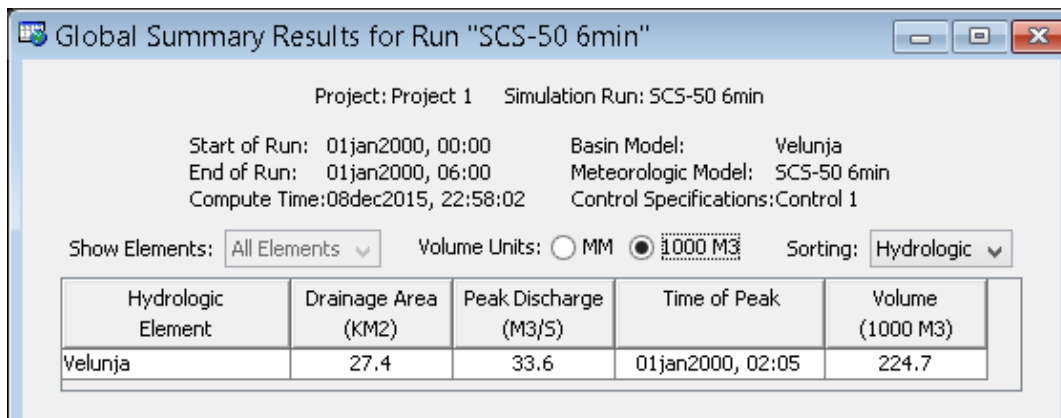 Global Summary Results for Run "SCS-50 6min"
Project: Project 1 Simulation Run: SCS-50 6min
Start of Run: 01jan2000, 00:00 Basin Model: Velunja
End of Run: 01jan2000, 06:00 Meteorologic Model: SCS-50 6min
Compute Time:08dec2015, 22:58:02 Control Specifications:Control 1
Show Elements: All Elements Volume Units: MM 1000 M3 Sorting: Hydrologic
Hydrologic Drainage Area Peak Discharge Time of Peak Volume
Element (KM2) (M3/S) (1000 M3)
Velunja 27.4 33.6 01jan2000, 02:05 224.7